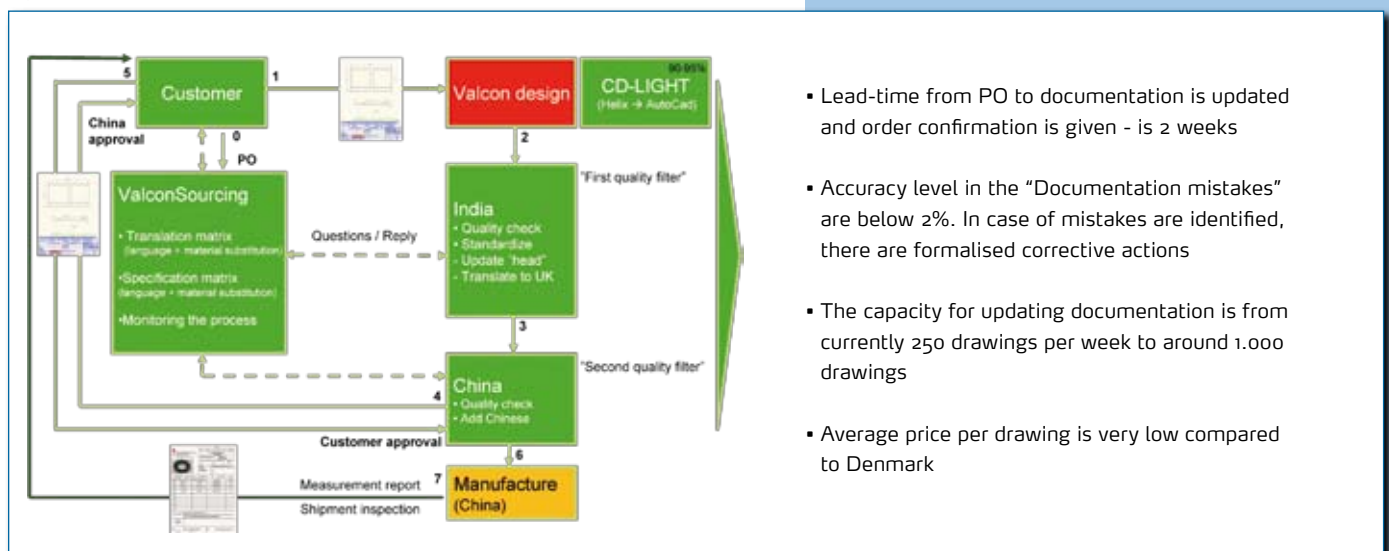 5
Customer
1
Valcon design
90-95%
CD-LIGHT
(Helix → AutoCad)
China
approval
0
PO
2
"First quality filter"
ValconSourcing
• Translation matrix
(language + material substitution)
•Specification matrix
(language + material substitution)
•Monitoring the process
Questions / Reply
India
• Quality check
• Standardize
- Update "head"
- Translate to UK
3
"Second quality filter"
China
• Quality check
• Add Chinese
4
Customer approval
6
Measurement report
7
Shipment inspection
Manufacture
(China)
▪ Lead-time from PO to documentation is updated
and order confirmation is given - is 2 weeks
▪ Accuracy level in the “Documentation mistakes”
are below 2%. In case of mistakes are identified,
there are formalised corrective actions
▪ The capacity for updating documentation is from
currently 250 drawings per week to around 1.000
drawings
▪ Average price per drawing is very low compared
to Denmark